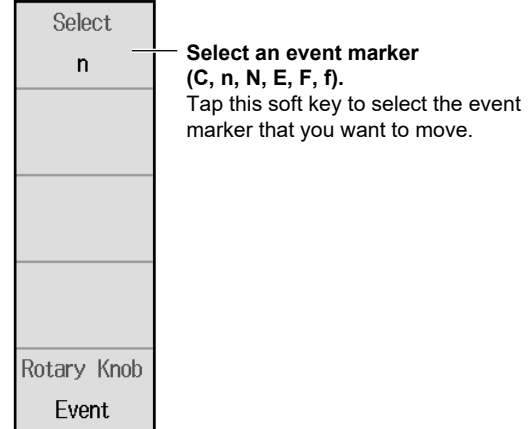 Select
n
Select an event marker
(C, n, N, E, F, f).
Tap this soft key to select the event
marker that you want to move.
Rotary Knob
Event